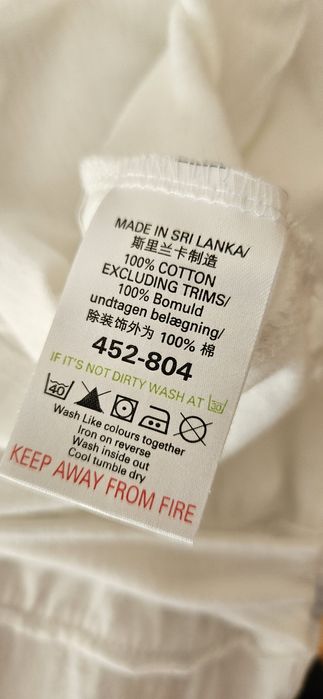 MADE IN SRI LANKA/
斯里兰卡制造
100% COTTON
EXCLUDING TRIMS/
100% Bomuld
undtagen belægning/
除装饰外为 100% 棉
452-804
IF IT'S NOT DIRTY WASH AT 30
40
Wash Like colours together
Iron on reverse
Wash inside out
Cool tumble dry
KEEP AWAY FROM FIRE